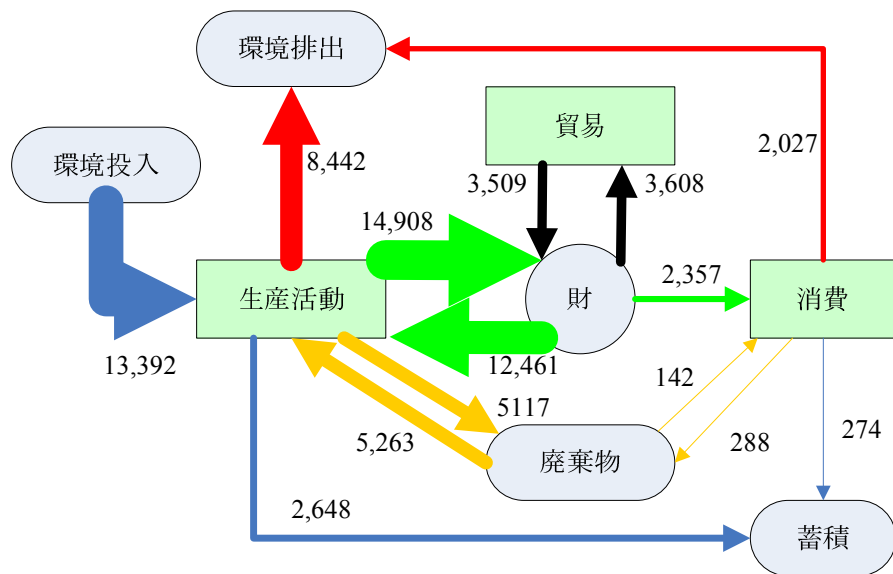 環境排出
貿易
2,027
環境投入
8,442
3,509
3,608
14,908
2,357
生産活動
財
消費
13,392
12,461
142
5117
5,263
廃棄物
288
274
2,648
蓄積